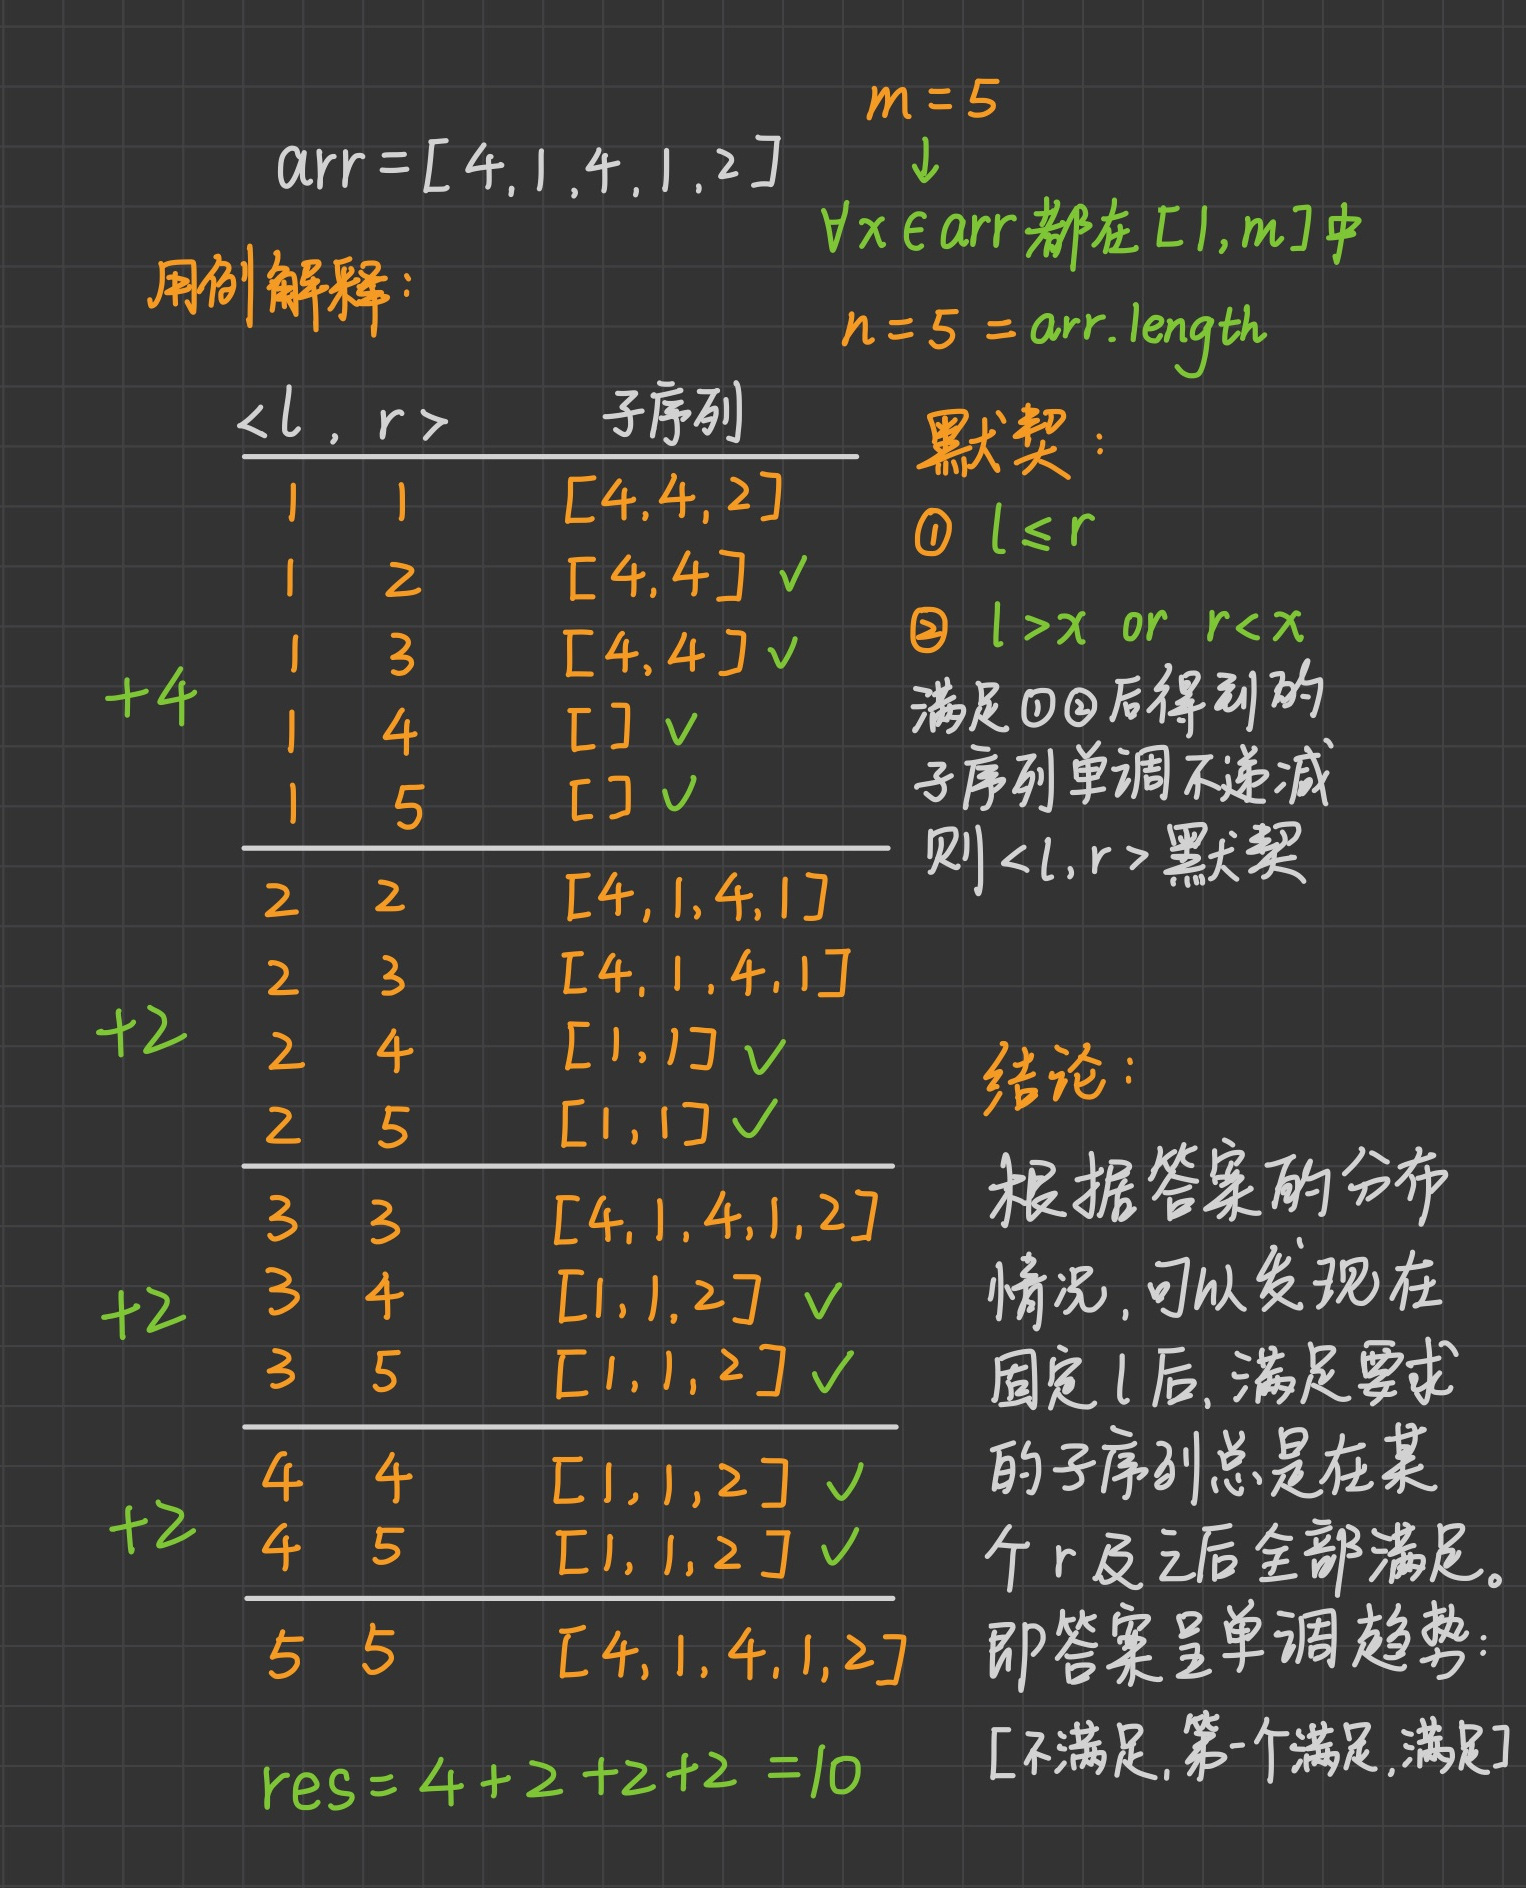 m = 5
↓
arr = [4, 1, 4, 1, 2]
∀x∈arr 都在 [1, m] 中
用例解释:
n = 5 = arr.length
<l, r> 子序列
默契:
1 1 [4, 4, 2]
① l ≤ r
1 2 [4, 4] ✓
② l > x or r < x
1 3 [4, 4] ✓
满足①②后得到的
+4
1 4 [] ✓
子序列单调不递减
1 5 [] ✓
则 <l, r> 默契
2 2 [4, 1, 4, 1]
2 3 [4, 1, 4, 1]
+2
2 4 [1, 1] ✓
2 5 [1, 1] ✓
结论:
根据答案的分布
情况, 可以发现在
固定 l 后, 满足要求
的子序列总是在某
个 r 及之后全部满足。
即答案呈单调趋势:
[不满足, 第一个满足, 满足]
3 3 [4, 1, 4, 1, 2]
+2
3 4 [1, 1, 2] ✓
3 5 [1, 1, 2] ✓
4 4 [1, 1, 2] ✓
+2
4 5 [1, 1, 2] ✓
5 5 [4, 1, 4, 1, 2]
res = 4 + 2 + 2 + 2 = 10